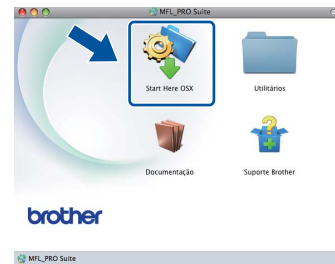 MFL_PRO Suite
Start Here OSX
Utilitários
Documentação
Suporte Brother
brother
MFL_PRO Suite